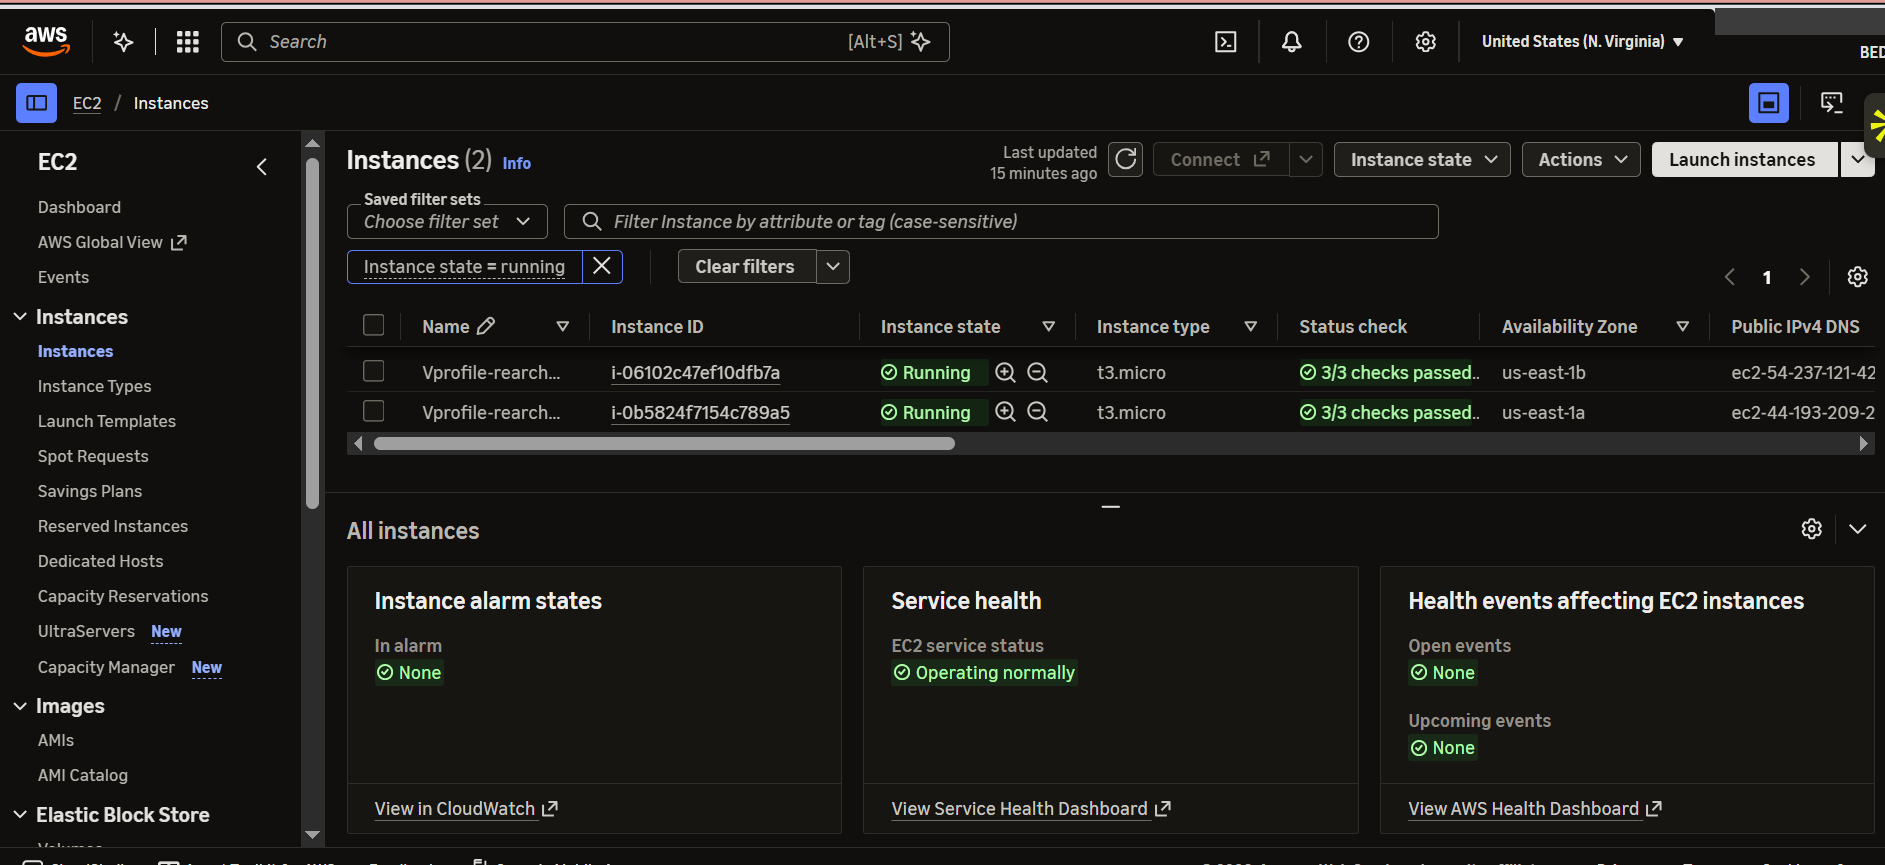 aws
Search
[Alt+S]
United States (N. Virginia)
BED
EC2 / Instances
EC2
Dashboard
AWS Global View
Events
Instances
Instances
Instance Types
Launch Templates
Spot Requests
Savings Plans
Reserved Instances
Dedicated Hosts
Capacity Reservations
UltraServers New
Capacity Manager New
Images
AMIs
AMI Catalog
Elastic Block Store
Instances (2) Info
Last updated
15 minutes ago
Connect
Instance state
Actions
Launch instances
Saved filter sets
Choose filter set
Filter Instance by attribute or tag (case-sensitive)
Instance state = running
Clear filters
1
Name Instance ID Instance state Instance type Status check Availability Zone Public IPv4 DNS
Vprofile-rearch... i-06102c47ef10dfb7a Running t3.micro 3/3 checks passed.. us-east-1b ec2-54-237-121-42
Vprofile-rearch... i-0b5824f7154c789a5 Running t3.micro 3/3 checks passed.. us-east-1a ec2-44-193-209-2
All instances
Instance alarm states
In alarm
None
View in CloudWatch
Service health
EC2 service status
Operating normally
View Service Health Dashboard
Health events affecting EC2 instances
Open events
None
Upcoming events
None
View AWS Health Dashboard